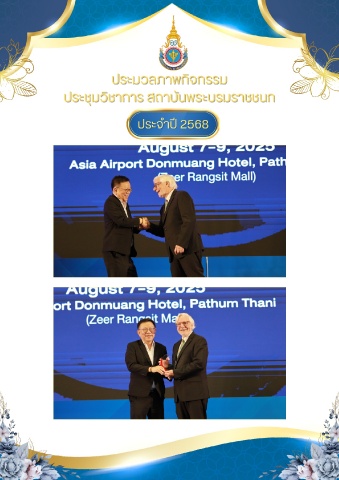 ประมวลภาพกิจกรรม
ประชุมวิชาการ สถาบันพระบรมราชชนก
ประจำปี 2568
August 7-9, 2025
Asia Airport Donmuang Hotel, Path
(Zeer Rangsit Mall)
August 7-9, 2025
ort Donmuang Hotel, Pathum Thani
(Zeer Rangsit Ma